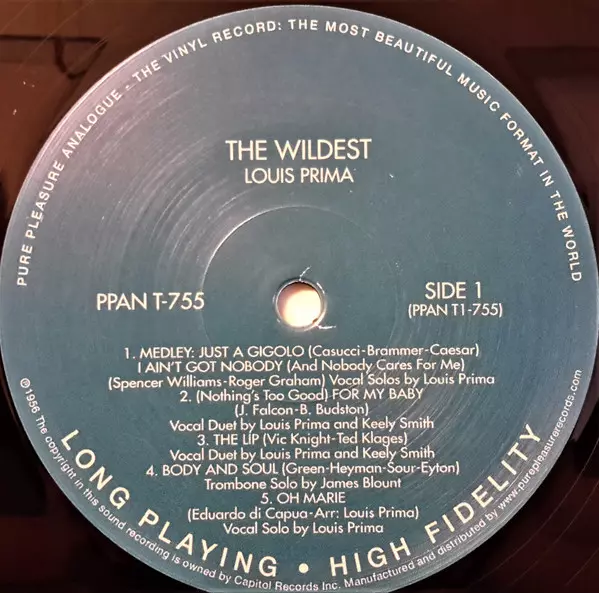 PURE PLEASURE ANALOGUE - THE VINYL RECORD: THE MOST BEAUTIFUL MUSIC FORMAT IN THE WORLD
THE WILDEST
LOUIS PRIMA
PPAN T-755
SIDE 1
(PPAN T1-755)
1. MEDLEY: JUST A GIGOLO (Casucci-Brammer-Caesar)
I AIN'T GOT NOBODY (And Nobody Cares For Me)
(Spencer Williams-Roger Graham) Vocal Solos by Louis Prima
2. (Nothing's Too Good) FOR MY BABY
(J. Falcon-B. Budston)
Vocal Duet by Louis Prima and Keely Smith
3. THE LIP (Vic Knight-Ted Klages)
Vocal Duet by Louis Prima and Keely Smith
4. BODY AND SOUL (Green-Heyman-Sour-Eyton)
Trombone Solo by James Blount
5. OH MARIE
(Eduardo di Capua-Arr: Louis Prima)
Vocal Solo by Louis Prima
℗1956 The copyright in this sound recording is owned by Capitol Records Inc. Manufactured and distributed by www.purepleasurerecords.com
LONG PLAYING • HIGH FIDELITY